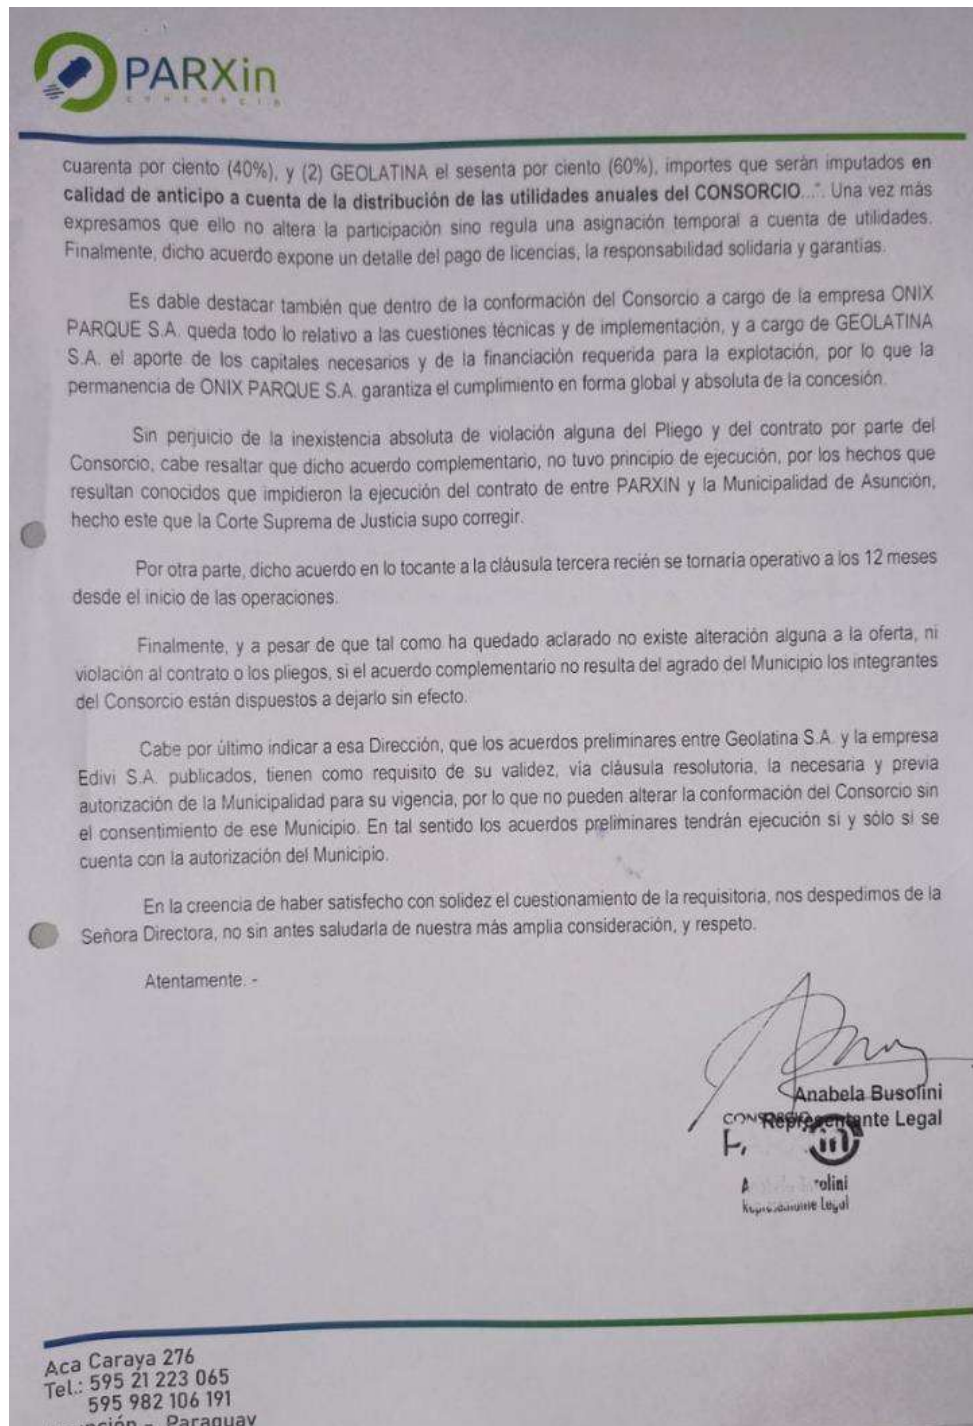 PARXin
CONSORCIO
cuarenta por ciento (40%), y (2) GEOLATINA el sesenta por ciento (60%), importes que serán imputados en
calidad de anticipo a cuenta de la distribución de las utilidades anuales del CONSORCIO...". Una vez más
expresamos que ello no altera la participación sino regula una asignación temporal a cuenta de utilidades.
Finalmente, dicho acuerdo expone un detalle del pago de licencias, la responsabilidad solidaria y garantías.
Es dable destacar también que dentro de la conformación del Consorcio a cargo de la empresa ONIX
PARQUE S.A. queda todo lo relativo a las cuestiones técnicas y de implementación, y a cargo de GEOLATINA
S.A. el aporte de los capitales necesarios y de la financiación requerida para la explotación, por lo que la
permanencia de ONIX PARQUE S.A. garantiza el cumplimiento en forma global y absoluta de la concesión.
Sin perjuicio de la inexistencia absoluta de violación alguna del Pliego y del contrato por parte del
Consorcio, cabe resaltar que dicho acuerdo complementario, no tuvo principio de ejecución, por los hechos que
resultan conocidos que impidieron la ejecución del contrato de entre PARXIN y la Municipalidad de Asunción,
hecho este que la Corte Suprema de Justicia supo corregir.
Por otra parte, dicho acuerdo en lo tocante a la cláusula tercera recién se tornaría operativo a los 12 meses
desde el inicio de las operaciones.
Finalmente, y a pesar de que tal como ha quedado aclarado no existe alteración alguna a la oferta, ni
violación al contrato o los pliegos, si el acuerdo complementario no resulta del agrado del Municipio los integrantes
del Consorcio están dispuestos a dejarlo sin efecto.
Cabe por último indicar a esa Dirección, que los acuerdos preliminares entre Geolatina S.A. y la empresa
Edivi S.A. publicados, tienen como requisito de su validez, vía cláusula resolutoria, la necesaria y previa
autorización de la Municipalidad para su vigencia, por lo que no pueden alterar la conformación del Consorcio sin
el consentimiento de ese Municipio. En tal sentido los acuerdos preliminares tendrán ejecución si y sólo si se
cuenta con la autorización del Municipio.
En la creencia de haber satisfecho con solidez el cuestionamiento de la requisitoria, nos despedimos de la
Señora Directora, no sin antes saludarla de nuestra más amplia consideración, y respeto.
Atentamente. -
Anabela Busolini
Representante Legal
Representante Legal
Aca Caraya 276
Tel.: 595 21 223 065
595 982 106 191
- Paraguay